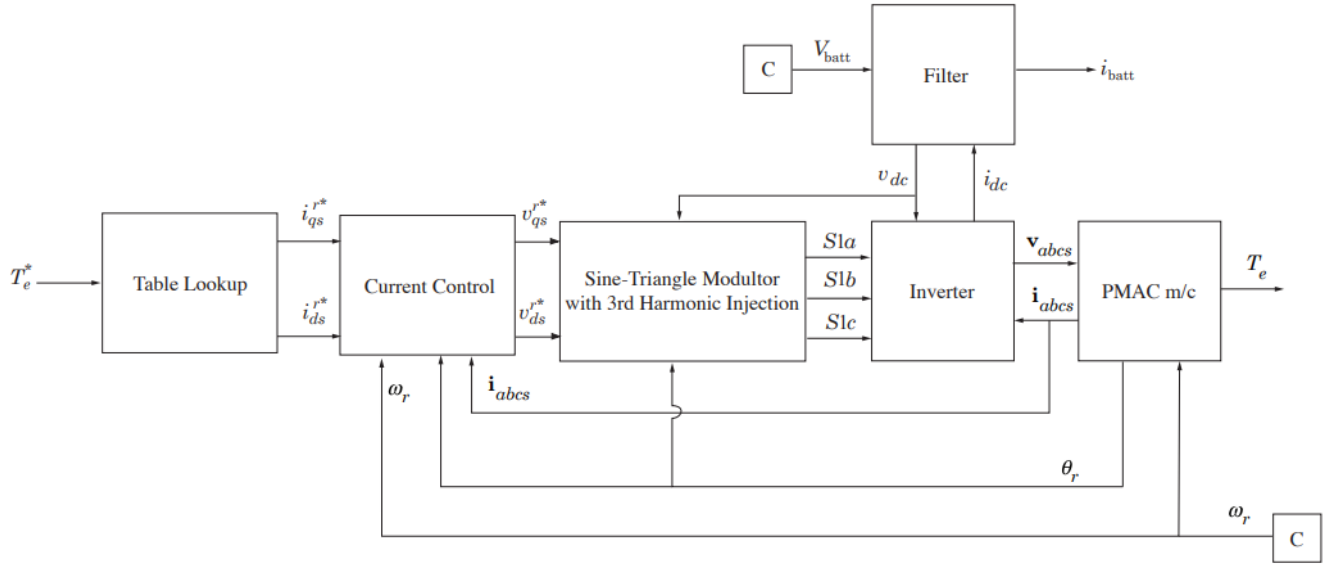 C
V_batt
Filter
i_batt
v_dc
i_dc
T_e^*
Table Lookup
i_qs^r*
i_ds^r*
Current Control
v_qs^r*
v_ds^r*
Sine-Triangle Modultor
with 3rd Harmonic Injection
S1a
S1b
S1c
Inverter
v_abcs
i_abcs
PMAC m/c
T_e
ω_r
i_abcs
θ_r
ω_r
C